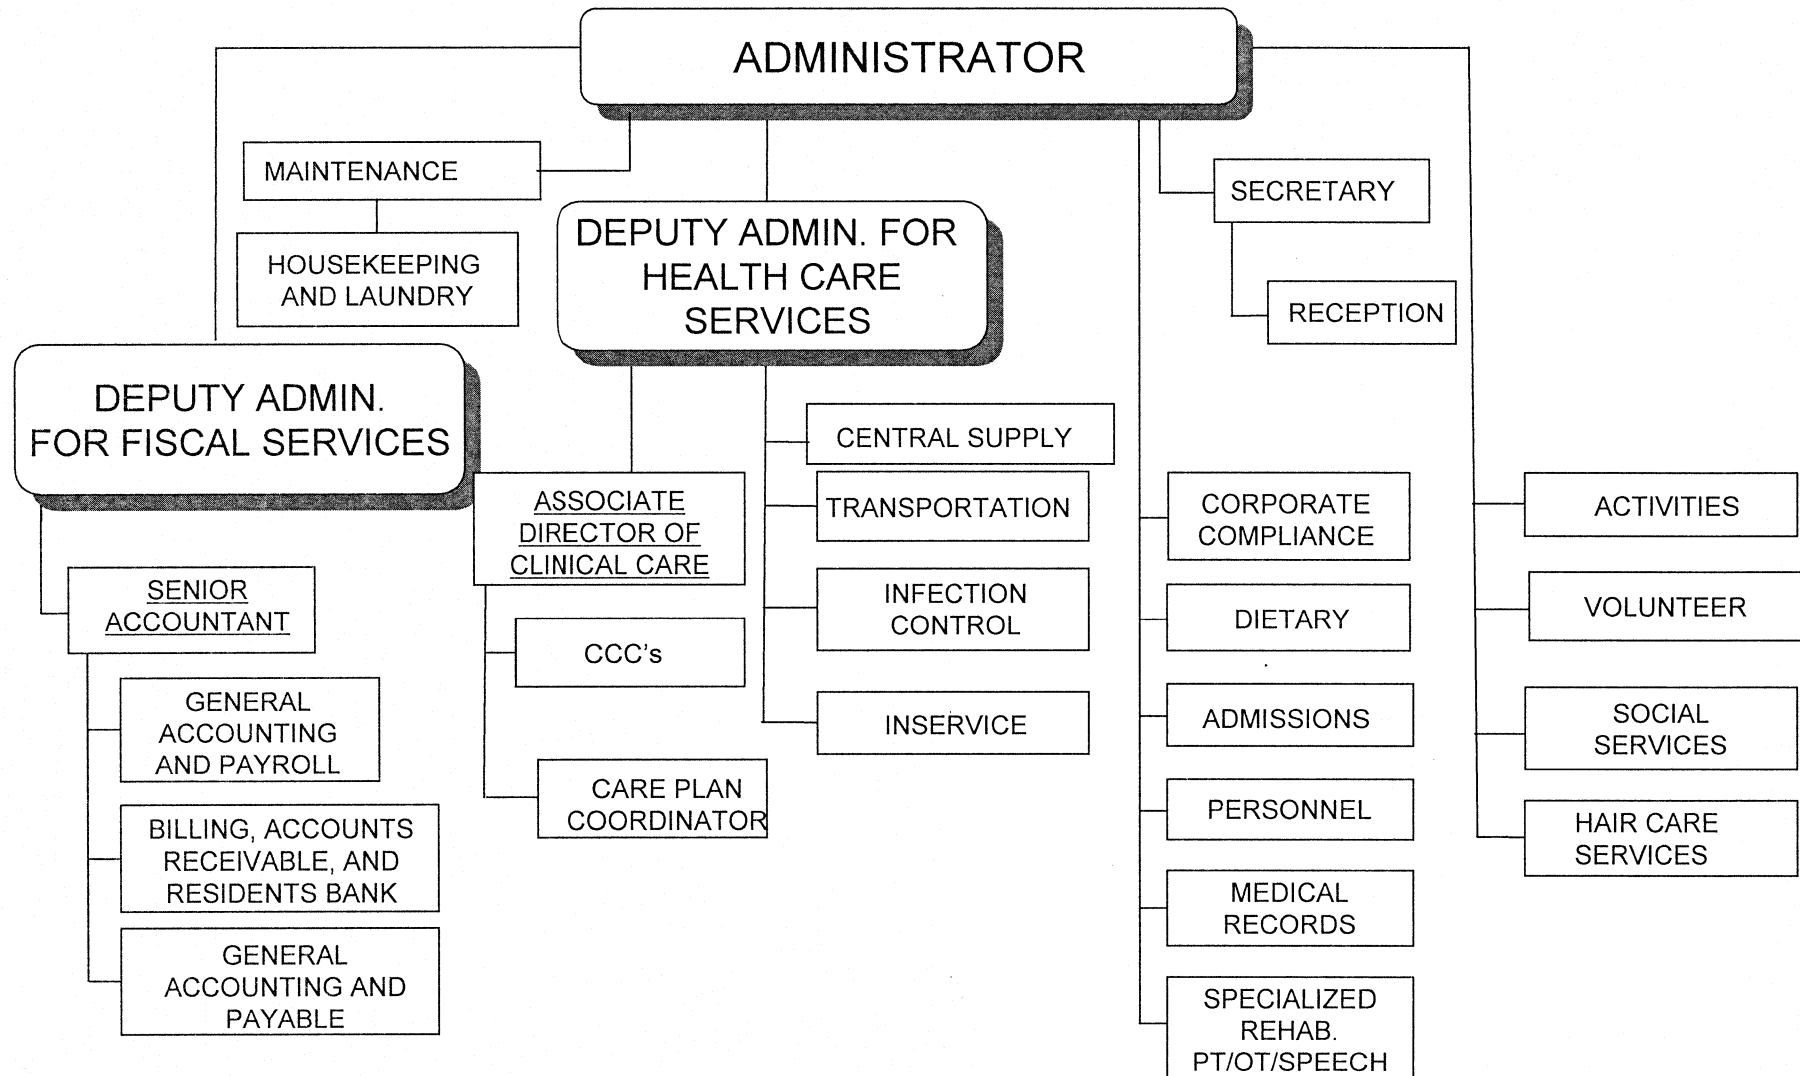 ADMINISTRATOR
MAINTENANCE
HOUSEKEEPING
AND LAUNDRY
DEPUTY ADMIN. FOR
HEALTH CARE
SERVICES
SECRETARY
RECEPTION
DEPUTY ADMIN.
FOR FISCAL SERVICES
SENIOR
ACCOUNTANT
GENERAL
ACCOUNTING
AND PAYROLL
BILLING, ACCOUNTS
RECEIVABLE, AND
RESIDENTS BANK
GENERAL
ACCOUNTING AND
PAYABLE
ASSOCIATE
DIRECTOR OF
CLINICAL CARE
CCC's
CARE PLAN
COORDINATOR
CENTRAL SUPPLY
TRANSPORTATION
INFECTION
CONTROL
INSERVICE
CORPORATE
COMPLIANCE
DIETARY
ADMISSIONS
PERSONNEL
MEDICAL
RECORDS
SPECIALIZED
REHAB.
PT/OT/SPEECH
ACTIVITIES
VOLUNTEER
SOCIAL
SERVICES
HAIR CARE
SERVICES